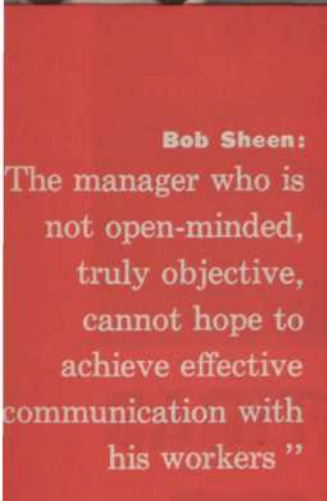 Bob Sheen:
The manager who is
not open-minded,
truly objective,
cannot hope to
achieve effective
communication with
his workers ”